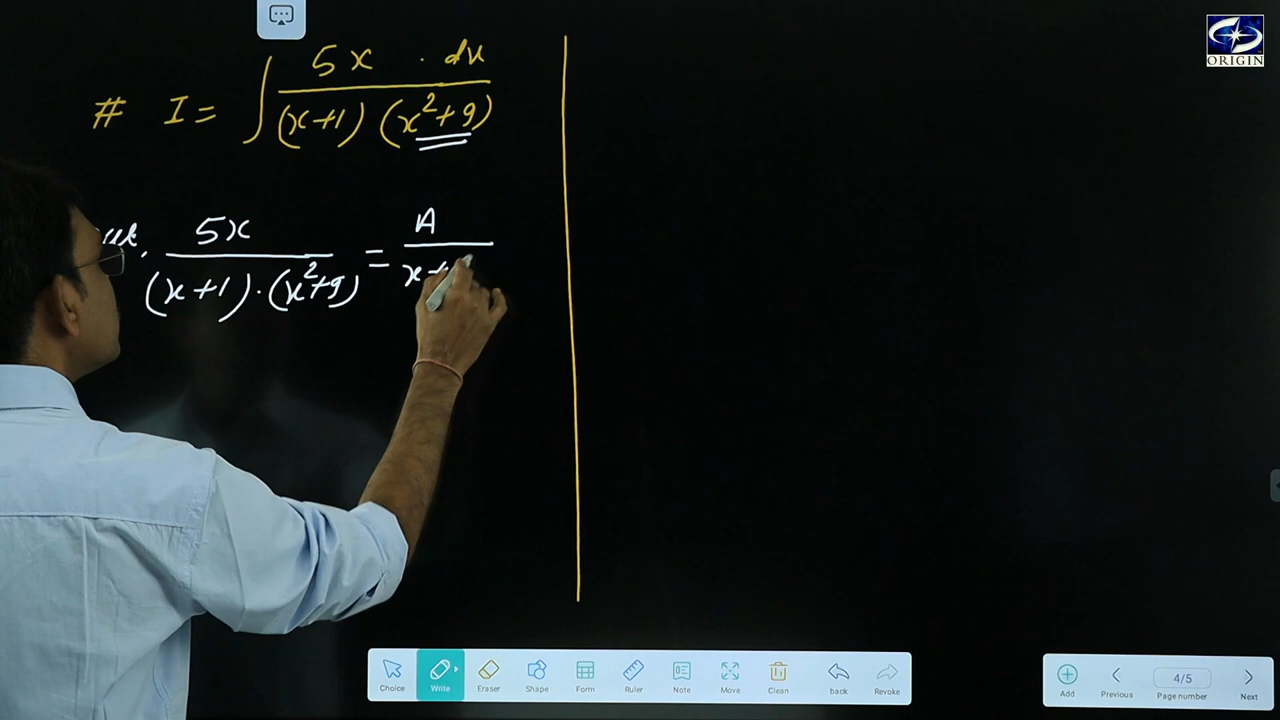 5x . dx
# I = ∫ ―――――
(x+1) (x²+9)
5x A
――――― = ―――
(x+1).(x²+9) x+
ORIGIN
Choice Write Eraser Shape Form Ruler Note Move Clean back Revoke
Add Previous 4/5 Page number Next